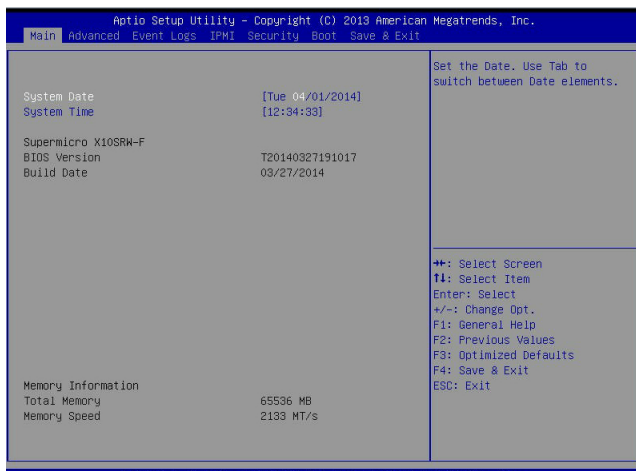 Aptio Setup Utility – Copyright (C) 2013 American Megatrends, Inc.
Main Advanced Event Logs IPMI Security Boot Save & Exit
System Date [Tue 04/01/2014]
System Time [12:34:33]
Supermicro X10SRW-F
BIOS Version T20140327191017
Build Date 03/27/2014
Memory Information
Total Memory 65536 MB
Memory Speed 2133 MT/s
Set the Date. Use Tab to
switch between Date elements.
→←: Select Screen
↑↓: Select Item
Enter: Select
+/-: Change Opt.
F1: General Help
F2: Previous Values
F3: Optimized Defaults
F4: Save & Exit
ESC: Exit